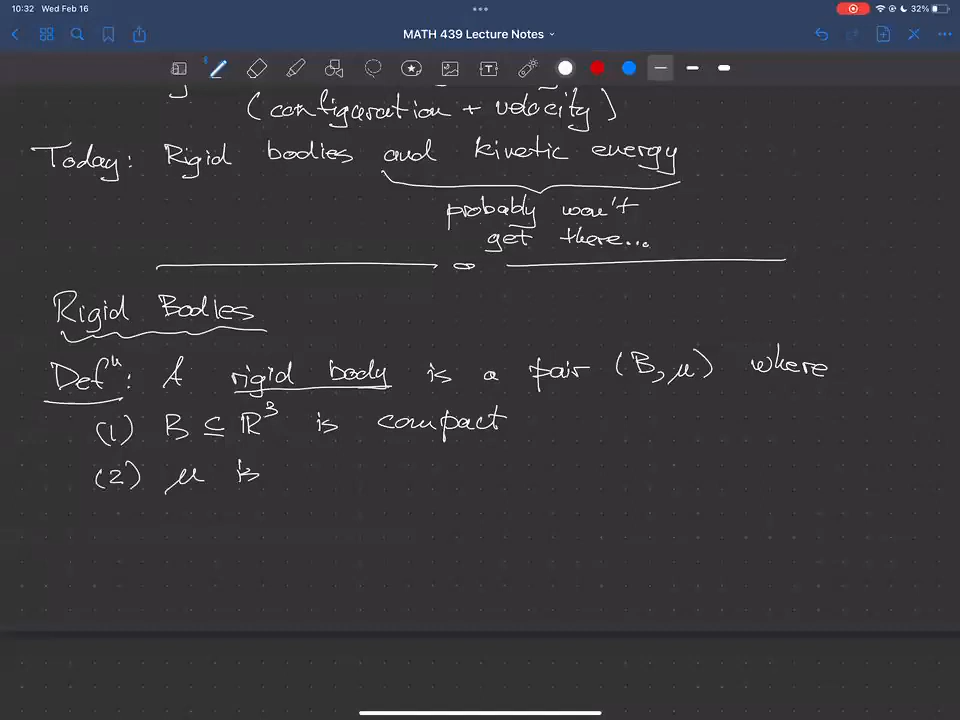 10:32 Wed Feb 16
32%
MATH 439 Lecture Notes
(configuration + velocity)
Today: Rigid bodies and kinetic energy
probably won't
get there...
Rigid Bodies
Defⁿ: A rigid body is a pair (B, μ) where
(1) B ⊆ ℝ³ is compact
(2) μ is